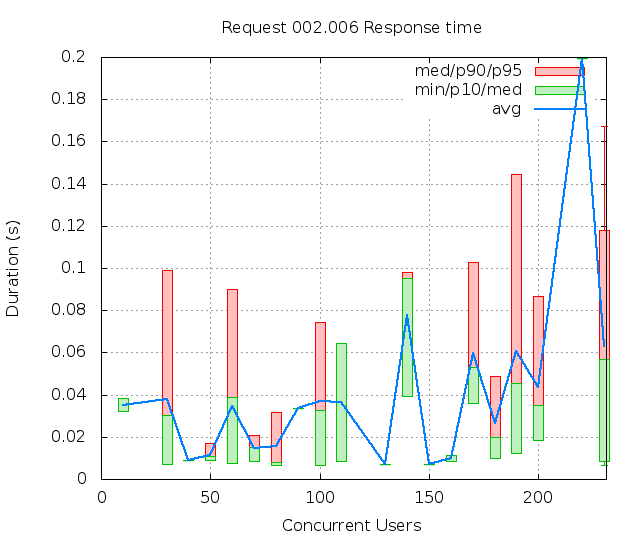 Request 002.006 Response time
med/p90/p95
min/p10/med
avg
Duration (s)
0.2
0.18
0.16
0.14
0.12
0.1
0.08
0.06
0.04
0.02
0
0 50 100 150 200
Concurrent Users